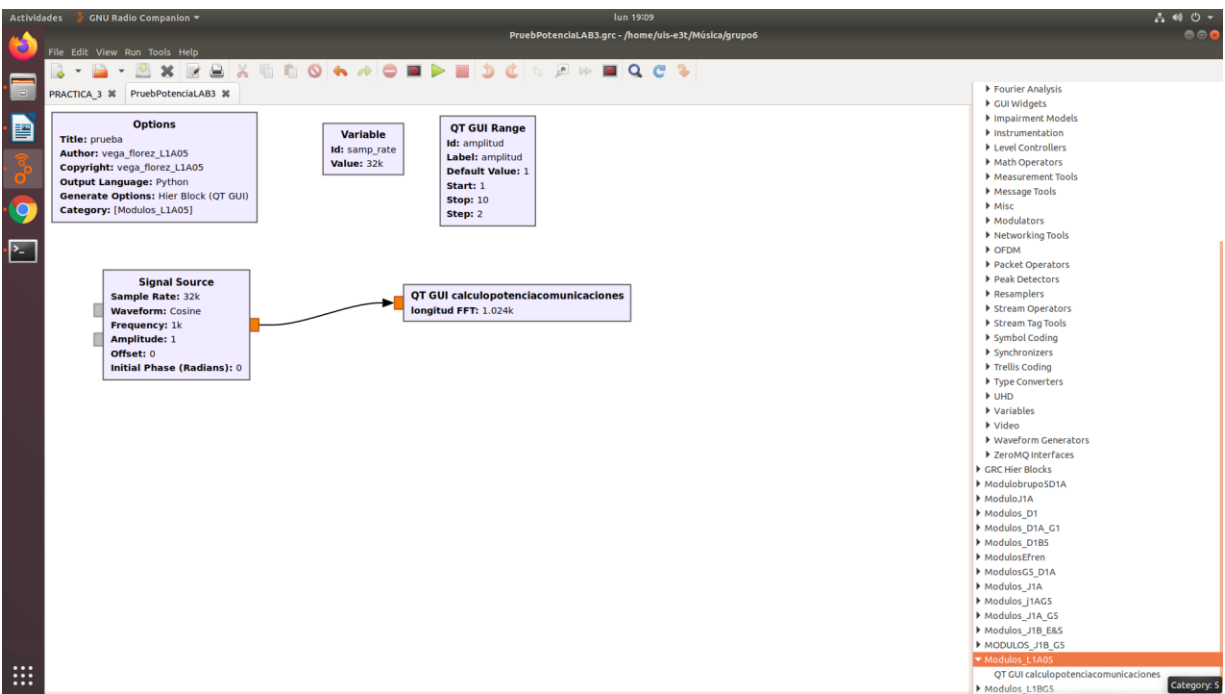 Actividades
GNU Radio Companion
lun 19:09
PruebPotenciaLAB3.grc - /home/uis-e3t/Música/grupo6
File Edit View Run Tools Help
PRACTICA_3
PruebPotenciaLAB3
Options
Title: prueba
Author: vega_florez_L1A05
Copyright: vega_florez_L1A05
Output Language: Python
Generate Options: Hier Block (QT GUI)
Category: [Modulos_L1A05]
Variable
Id: samp_rate
Value: 32k
QT GUI Range
Id: amplitud
Label: amplitud
Default Value: 1
Start: 1
Stop: 10
Step: 2
Signal Source
Sample Rate: 32k
Waveform: Cosine
Frequency: 1k
Amplitude: 1
Offset: 0
Initial Phase (Radians): 0
QT GUI calculopotenciacomunicaciones
longitud FFT: 1.024k
Fourier Analysis
GUI Widgets
Impairment Models
Instrumentation
Level Controllers
Math Operators
Measurement Tools
Message Tools
Misc
Modulators
Networking Tools
OFDM
Packet Operators
Peak Detectors
Resamplers
Stream Operators
Stream Tag Tools
Symbol Coding
Synchronizers
Trellis Coding
Type Converters
UHD
Variables
Video
Waveform Generators
ZeroMQ Interfaces
GRC Hier Blocks
Modulobrupo5D1A
ModuloJ1A
Modulos_D1
Modulos_D1A_G1
Modulos_D1B5
ModulosEfren
ModulosG5_D1A
Modulos_J1A
Modulos_j1AG5
Modulos_J1A_G5
Modulos_J1B_E&S
MODULOS_J1B_G5
Modulos_L1A05
QT GUI calculopotenciacomunicaciones
Modulos_L1BG5
Category: 5